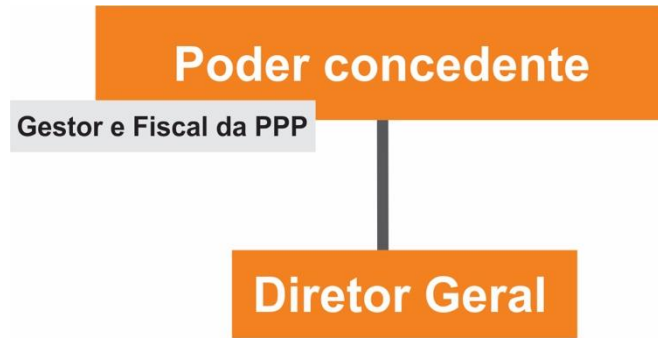 Poder concedente
Gestor e Fiscal da PPP
Diretor Geral